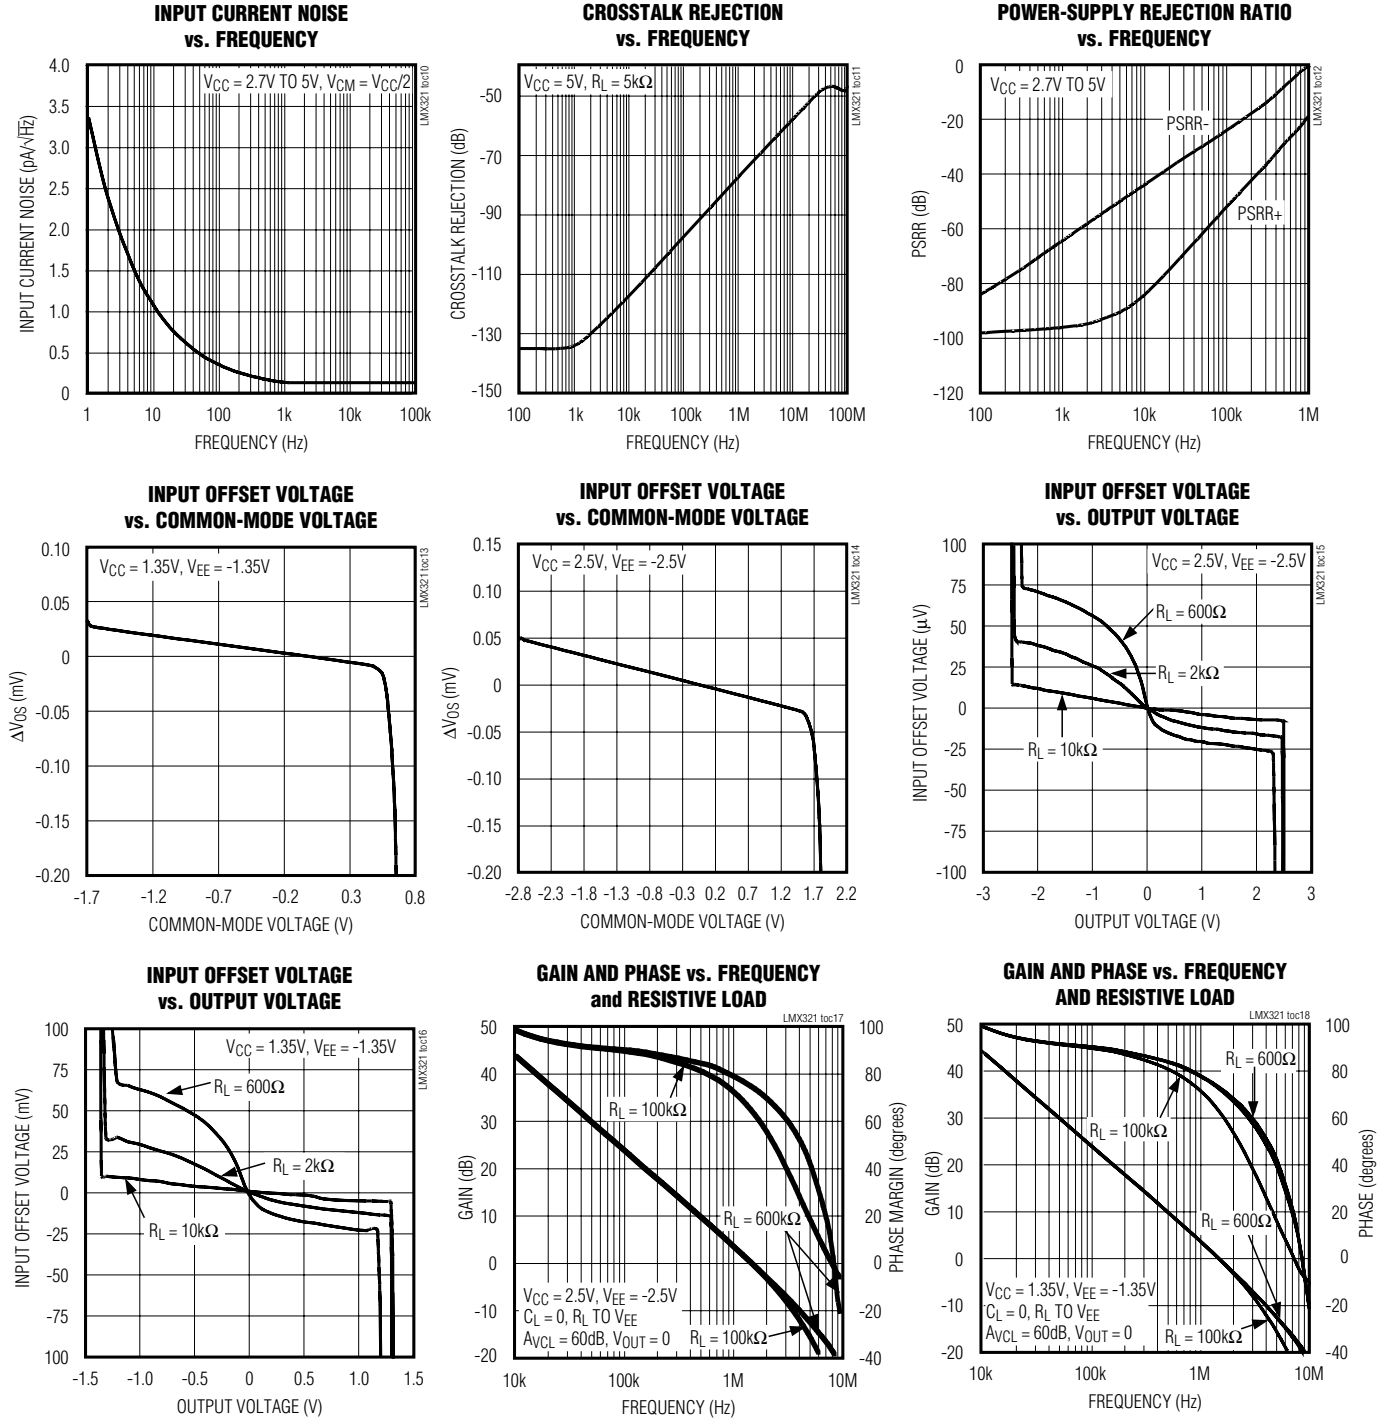 INPUT CURRENT NOISE
vs. FREQUENCY
VCC = 2.7V TO 5V, VCM = VCC/2
LMX321 toc10
INPUT CURRENT NOISE (pA/√Hz)
4.0
3.5
3.0
2.5
2.0
1.5
1.0
0.5
0
1 10 100 1k 10k 100k
FREQUENCY (Hz)
CROSSTALK REJECTION
vs. FREQUENCY
VCC = 5V, RL = 5kΩ
LMX321 toc11
CROSSTALK REJECTION (dB)
-50
-70
-90
-110
-130
-150
100 1k 10k 100k 1M 10M 100M
FREQUENCY (Hz)
POWER-SUPPLY REJECTION RATIO
vs. FREQUENCY
VCC = 2.7V TO 5V
LMX321 toc12
PSRR-
PSRR+
PSRR (dB)
0
-20
-40
-60
-80
-100
-120
100 1k 10k 100k 1M
FREQUENCY (Hz)
INPUT OFFSET VOLTAGE
vs. COMMON-MODE VOLTAGE
VCC = 1.35V, VEE = -1.35V
LMX321 toc13
ΔVOS (mV)
0.10
0.05
0
-0.05
-0.10
-0.15
-0.20
-1.7 -1.2 -0.7 -0.2 0.3 0.8
COMMON-MODE VOLTAGE (V)
INPUT OFFSET VOLTAGE
vs. COMMON-MODE VOLTAGE
VCC = 2.5V, VEE = -2.5V
LMX321 toc14
ΔVOS (mV)
0.15
0.10
0.05
0
-0.05
-0.10
-0.15
-0.20
-2.8 -2.3 -1.8 -1.3 -0.8 -0.3 0.2 0.7 1.2 1.7 2.2
COMMON-MODE VOLTAGE (V)
INPUT OFFSET VOLTAGE
vs. OUTPUT VOLTAGE
VCC = 2.5V, VEE = -2.5V
LMX321 toc15
RL = 600Ω
RL = 2kΩ
RL = 10kΩ
INPUT OFFSET VOLTAGE (μV)
100
75
50
25
0
-25
-50
-75
-100
-3 -2 -1 0 1 2 3
OUTPUT VOLTAGE (V)
INPUT OFFSET VOLTAGE
vs. OUTPUT VOLTAGE
VCC = 1.35V, VEE = -1.35V
LMX321 toc16
RL = 600Ω
RL = 2kΩ
RL = 10kΩ
INPUT OFFSET VOLTAGE (mV)
100
75
50
25
0
-25
-50
-75
100
-1.5 -1.0 -0.5 0 0.5 1.0 1.5
OUTPUT VOLTAGE (V)
GAIN AND PHASE vs. FREQUENCY
and RESISTIVE LOAD
LMX321 toc17
RL = 100kΩ
RL = 600kΩ
RL = 100kΩ
VCC = 2.5V, VEE = -2.5V
CL = 0, RL TO VEE
AVCL = 60dB, VOUT = 0
GAIN (dB)
50
40
30
20
10
0
-10
-20
PHASE MARGIN (degrees)
100
80
60
40
20
0
-20
-40
10k 100k 1M 10M
FREQUENCY (Hz)
GAIN AND PHASE vs. FREQUENCY
AND RESISTIVE LOAD
LMX321 toc18
RL = 600Ω
RL = 100kΩ
RL = 600Ω
RL = 100kΩ
VCC = 1.35V, VEE = -1.35V
CL = 0, RL TO VEE
AVCL = 60dB, VOUT = 0
GAIN (dB)
50
40
30
20
10
0
-10
-20
PHASE (degrees)
100
80
60
40
20
0
-20
-40
10k 100k 1M 10M
FREQUENCY (Hz)